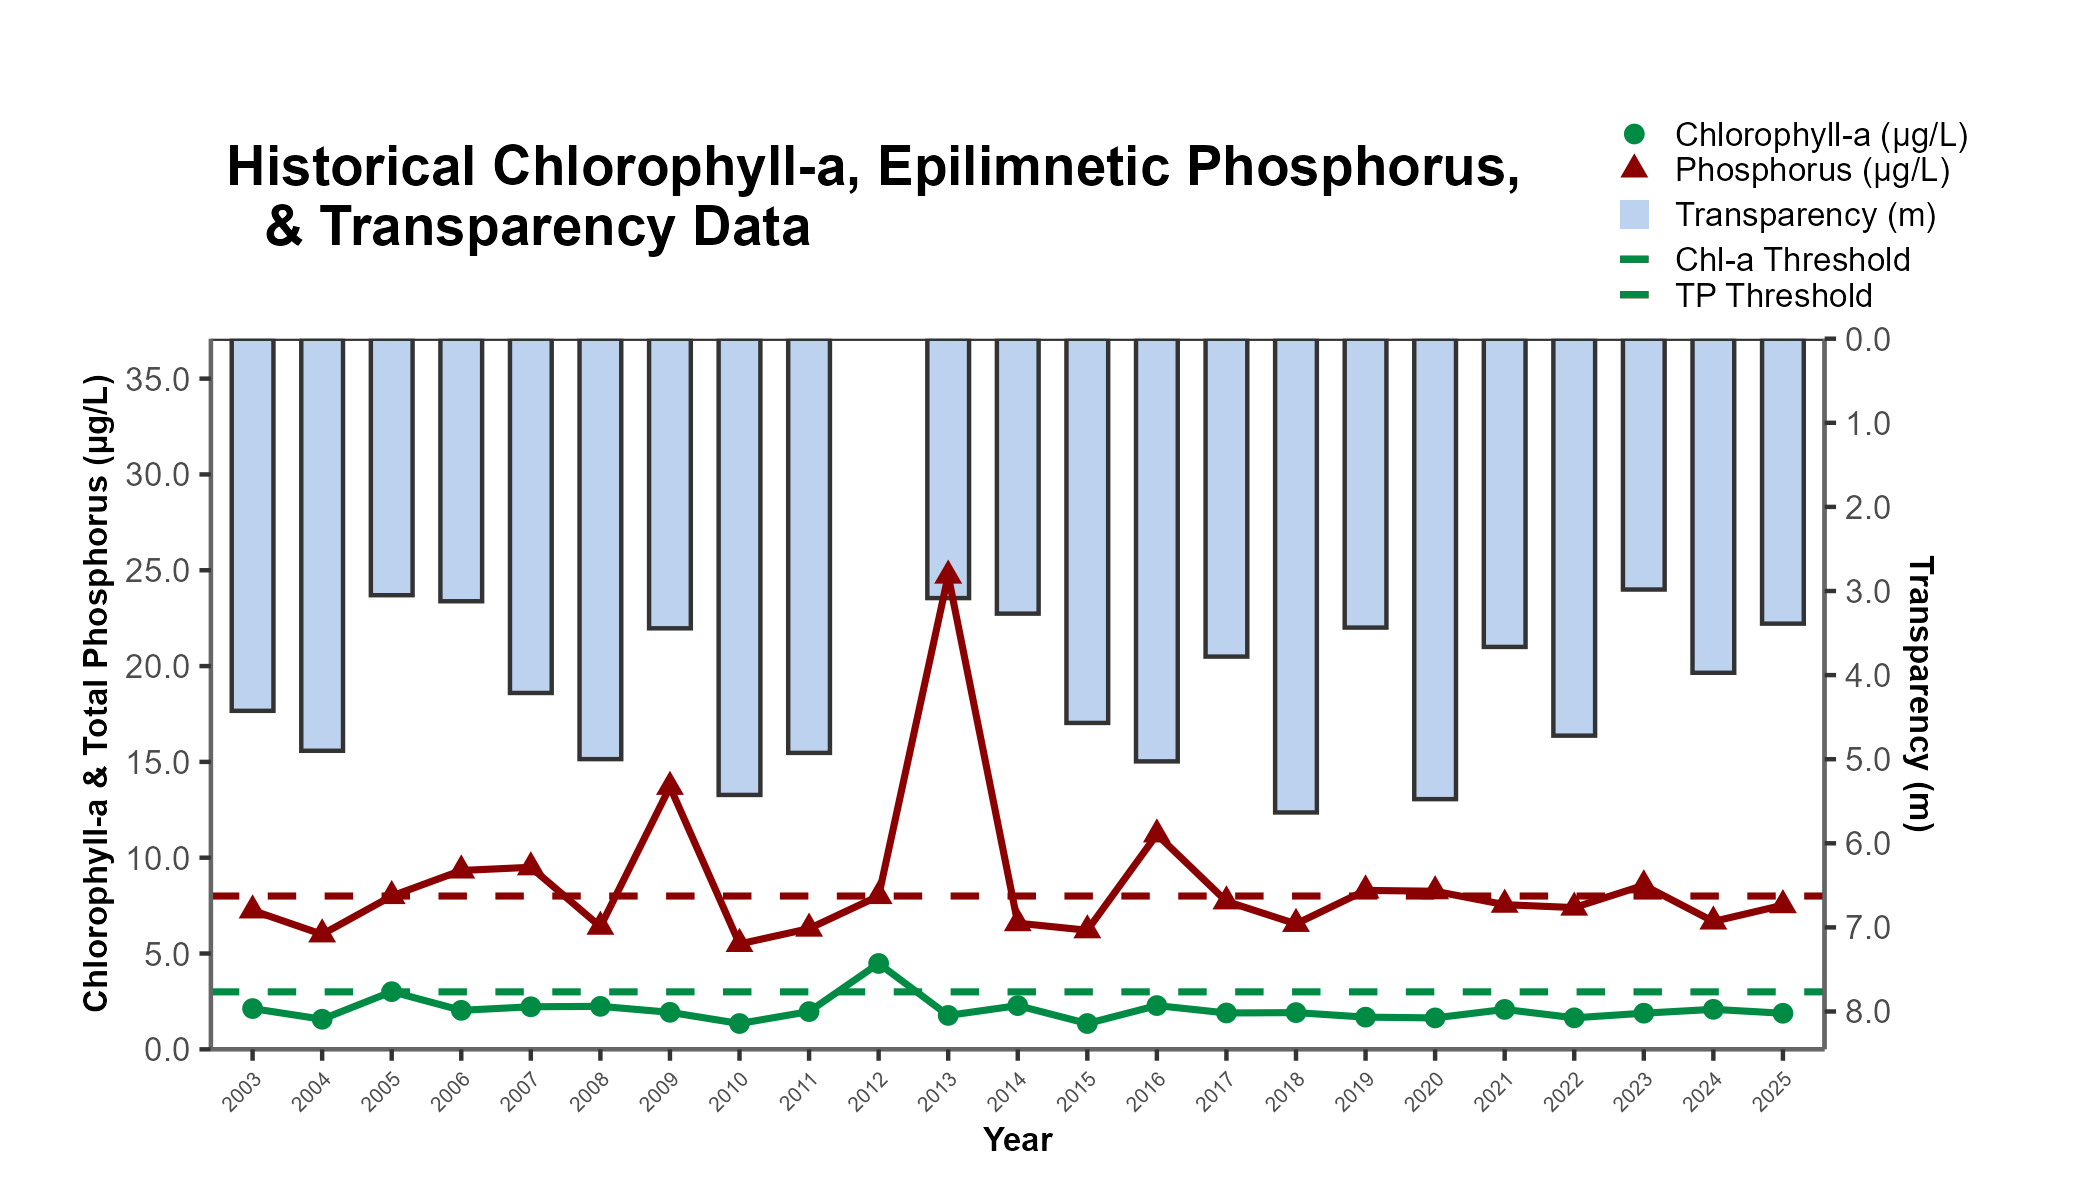 Historical Chlorophyll-a, Epilimnetic Phosphorus,
& Transparency Data
Chlorophyll-a (µg/L)
Phosphorus (µg/L)
Transparency (m)
Chl-a Threshold
TP Threshold
Chlorophyll-a & Total Phosphorus (µg/L)
35.0
30.0
25.0
20.0
15.0
10.0
5.0
0.0
0.0
1.0
2.0
3.0
4.0
5.0
6.0
7.0
8.0
Transparency (m)
2003 2004 2005 2006 2007 2008 2009 2010 2011 2012 2013 2014 2015 2016 2017 2018 2019 2020 2021 2022 2023 2024 2025
Year